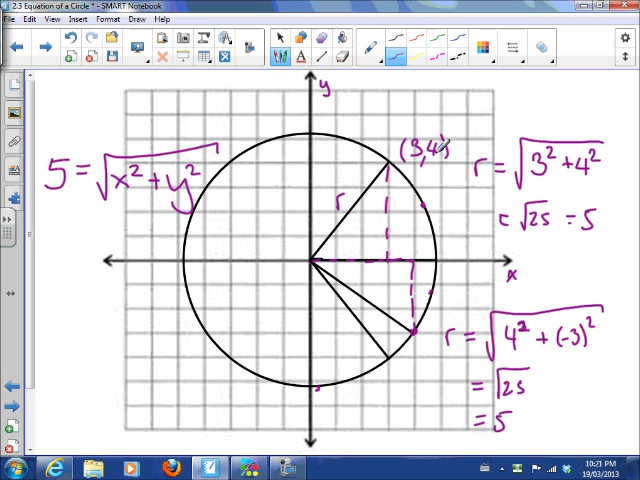 2.3 Equation of a Circle * - SMART Notebook
File Edit View Insert Format Tools Draw Help
y
(3,4)
5 = √x² + y²
r = √3² + 4²
r
= √25 = 5
x
r = √4² + (-3)²
= √25
= 5
10:21 PM
19/03/2013